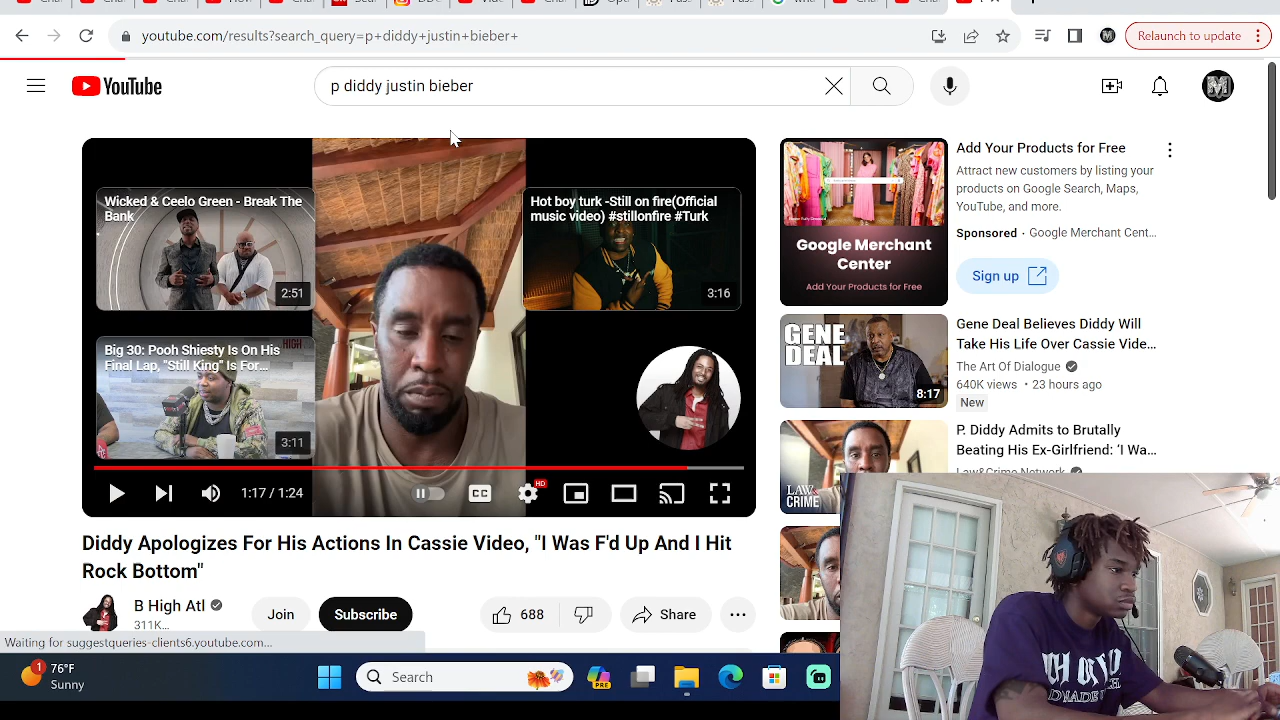 youtube.com/results?search_query=p+diddy+justin+bieber+
Relaunch to update
YouTube
p diddy justin bieber
Wicked & Ceelo Green - Break The
Bank
2:51
Hot boy turk -Still on fire(Official
music video) #stillonfire #Turk
3:16
HIGH
Big 30: Pooh Shiesty Is On His
Final Lap, "Still King" Is For...
3:11
1:17 / 1:24
CC
HD
Diddy Apologizes For His Actions In Cassie Video, "I Was F'd Up And I Hit
Rock Bottom"
B High Atl
311K...
Join
Subscribe
688
Share
Waiting for suggestqueries-clients6.youtube.com...
Google Merchant
Center
Add Your Products for Free
Add Your Products for Free
Attract new customers by listing your
products on Google Search, Maps,
YouTube, and more.
Sponsored · Google Merchant Cent...
Sign up
GENE
DEAL
8:17
Gene Deal Believes Diddy Will
Take His Life Over Cassie Vide...
The Art Of Dialogue
640K views · 23 hours ago
New
LAW&
CRIME
P. Diddy Admits to Brutally
Beating His Ex-Girlfriend: 'I Wa...
Law&Crime Network
1
76°F
Sunny
Search
PRE